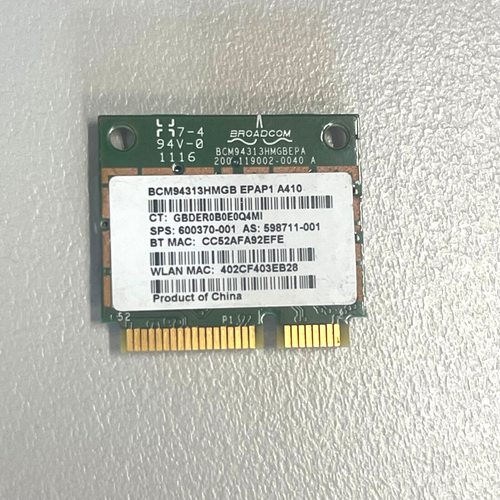 7-4
94V-0
1116
BROADCOM
BCM94313HMGBEPA
200-119002-0040 A
BCM94313HMGB EPAP1 A410
CT: GBDER0B0E0Q4MI
SPS: 600370-001 AS: 598711-001
BT MAC: CC52AFA92EFE
WLAN MAC: 402CF403EB28
Product of China
52